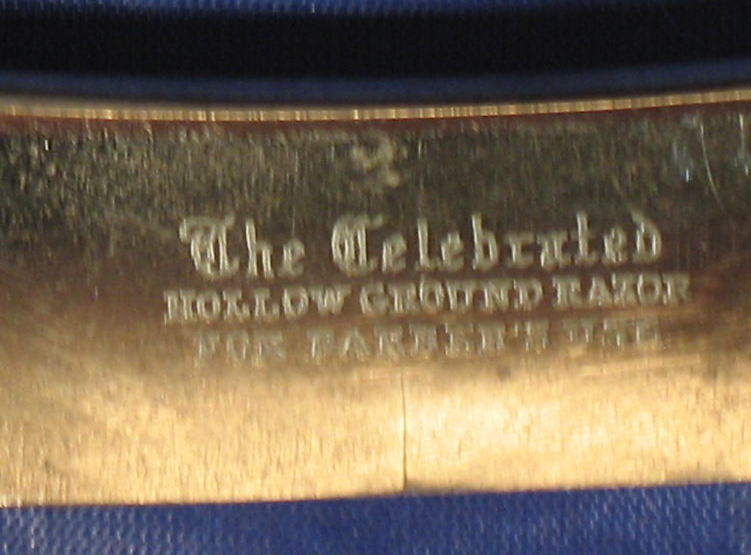 The Celebrated
HOLLOW GROUND RAZOR
FOR BARBER'S USE